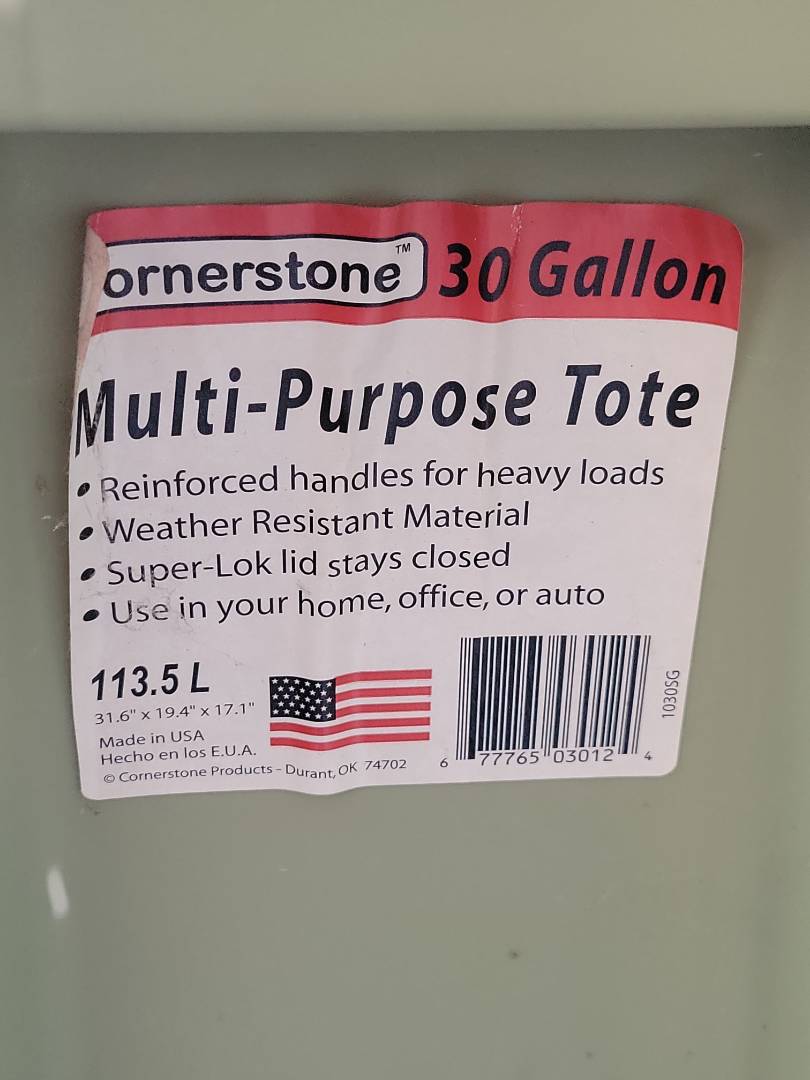 ornerstone™ 30 Gallon
Multi-Purpose Tote
• Reinforced handles for heavy loads
• Weather Resistant Material
• Super-Lok lid stays closed
• Use in your home, office, or auto
113.5 L
31.6" x 19.4" x 17.1"
Made in USA
Hecho en los E.U.A.
© Cornerstone Products - Durant, OK 74702
6 77765 03012 4
1030SG